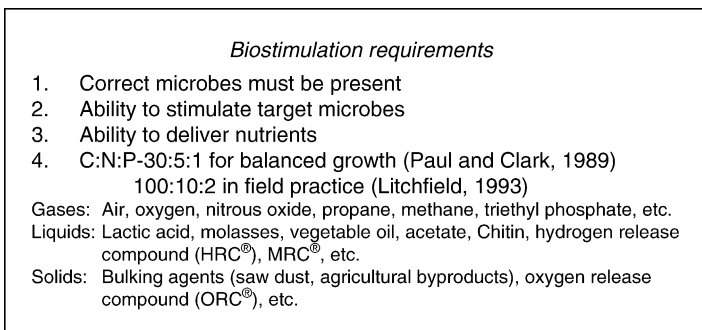 Biostimulation requirements
1. Correct microbes must be present
2. Ability to stimulate target microbes
3. Ability to deliver nutrients
4. C:N:P-30:5:1 for balanced growth (Paul and Clark, 1989)
100:10:2 in field practice (Litchfield, 1993)
Gases: Air, oxygen, nitrous oxide, propane, methane, triethyl phosphate, etc.
Liquids: Lactic acid, molasses, vegetable oil, acetate, Chitin, hydrogen release
compound (HRC®), MRC®, etc.
Solids: Bulking agents (saw dust, agricultural byproducts), oxygen release
compound (ORC®), etc.